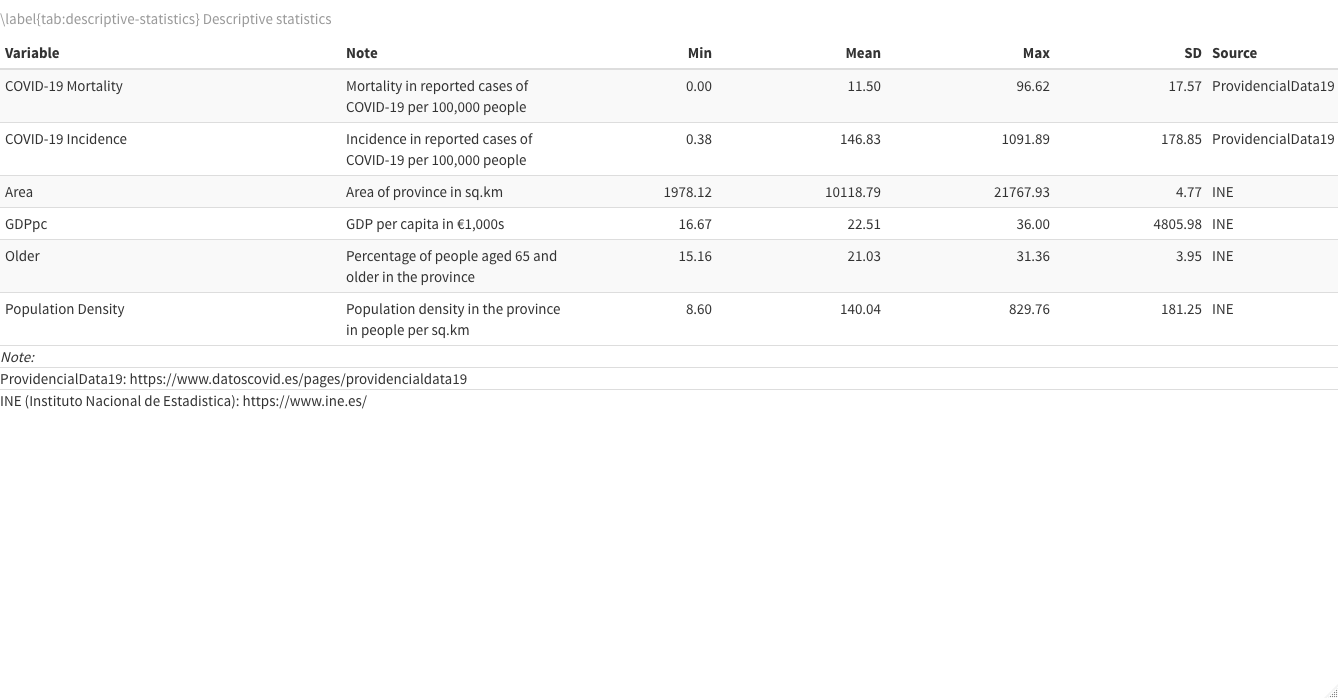 \label{tab:descriptive-statistics} Descriptive statistics
Variable Note Min Mean Max SD Source
COVID-19 Mortality Mortality in reported cases of 0.00 11.50 96.62 17.57 ProvidencialData19
COVID-19 per 100,000 people
COVID-19 Incidence Incidence in reported cases of 0.38 146.83 1091.89 178.85 ProvidencialData19
COVID-19 per 100,000 people
Area Area of province in sq.km 1978.12 10118.79 21767.93 4.77 INE
GDPpc GDP per capita in €1,000s 16.67 22.51 36.00 4805.98 INE
Older Percentage of people aged 65 and 15.16 21.03 31.36 3.95 INE
older in the province
Population Density Population density in the province 8.60 140.04 829.76 181.25 INE
in people per sq.km
Note:
ProvidencialData19: https://www.datoscovid.es/pages/providencialdata19
INE (Instituto Nacional de Estadistica): https://www.ine.es/